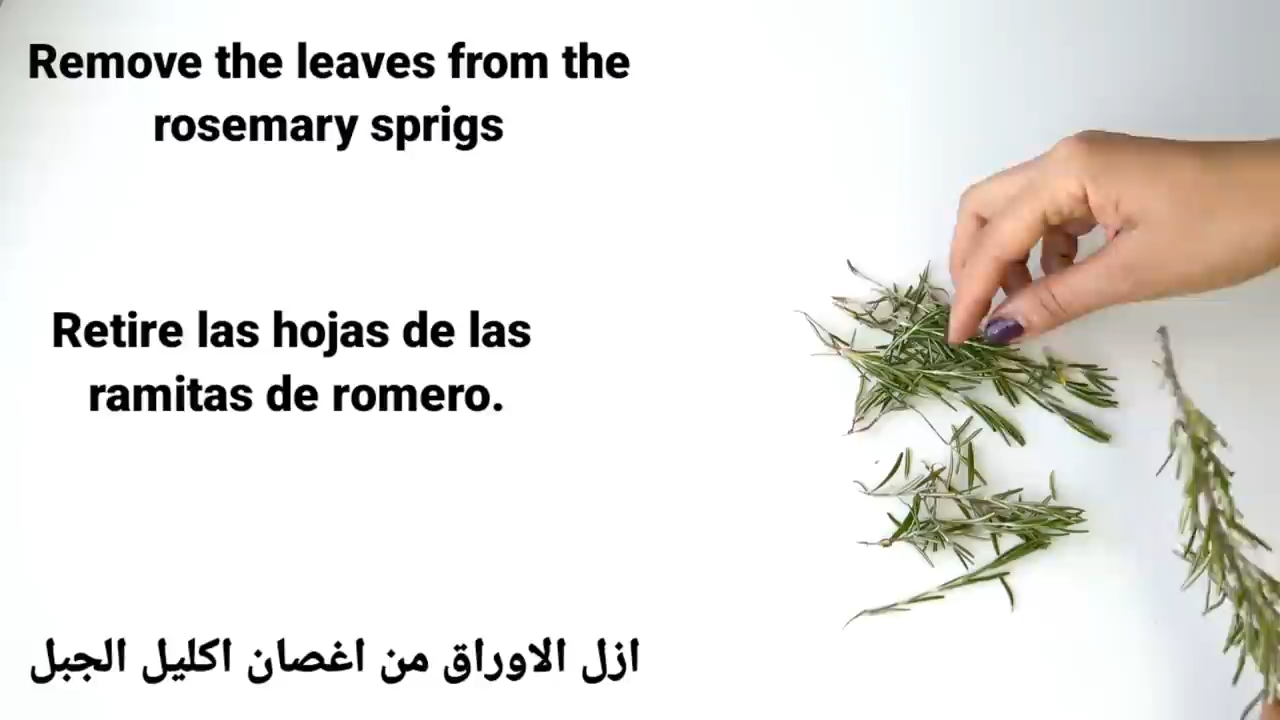 Remove the leaves from the
rosemary sprigs
Retire las hojas de las
ramitas de romero.
ازل الاوراق من اغصان اكليل الجبل